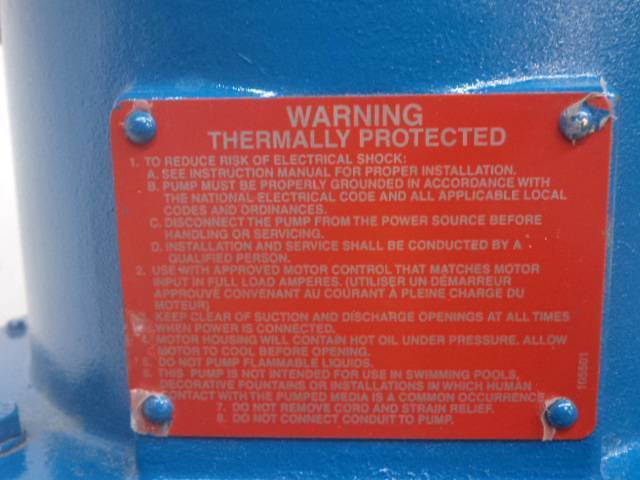 WARNING
THERMALLY PROTECTED
1. TO REDUCE RISK OF ELECTRICAL SHOCK:
A. SEE INSTRUCTION MANUAL FOR PROPER INSTALLATION.
B. PUMP MUST BE PROPERLY GROUNDED IN ACCORDANCE WITH
THE NATIONAL ELECTRICAL CODE AND ALL APPLICABLE LOCAL
CODES AND ORDINANCES.
C. DISCONNECT THE PUMP FROM THE POWER SOURCE BEFORE
HANDLING OR SERVICING.
D. INSTALLATION AND SERVICE SHALL BE CONDUCTED BY A
QUALIFIED PERSON.
2. USE WITH APPROVED MOTOR CONTROL THAT MATCHES MOTOR
INPUT IN FULL LOAD AMPERES. (UTILISER UN DÉMARREUR
APPROUVÉ CONVENANT AU COURANT À PLEINE CHARGE DU
MOTEUR)
3. KEEP CLEAR OF SUCTION AND DISCHARGE OPENINGS AT ALL TIMES
WHEN POWER IS CONNECTED.
4. MOTOR HOUSING WILL CONTAIN HOT OIL UNDER PRESSURE. ALLOW
MOTOR TO COOL BEFORE OPENING.
5. DO NOT PUMP FLAMMABLE LIQUIDS.
6. THIS PUMP IS NOT INTENDED FOR USE IN SWIMMING POOLS,
DECORATIVE FOUNTAINS OR INSTALLATIONS IN WHICH HUMAN
CONTACT WITH THE PUMPED MEDIA IS A COMMON OCCURRENCE.
7. DO NOT REMOVE CORD AND STRAIN RELIEF.
8. DO NOT CONNECT CONDUIT TO PUMP.
105501